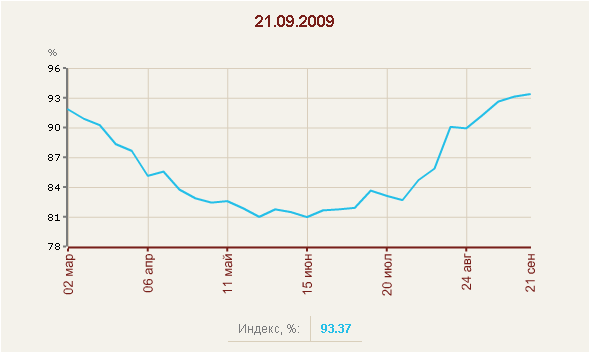 21.09.2009
%
96
93
90
87
84
81
78
02 мар
06 апр
11 май
15 июн
20 июл
24 авг
21 сен
Индекс, %: 93.37